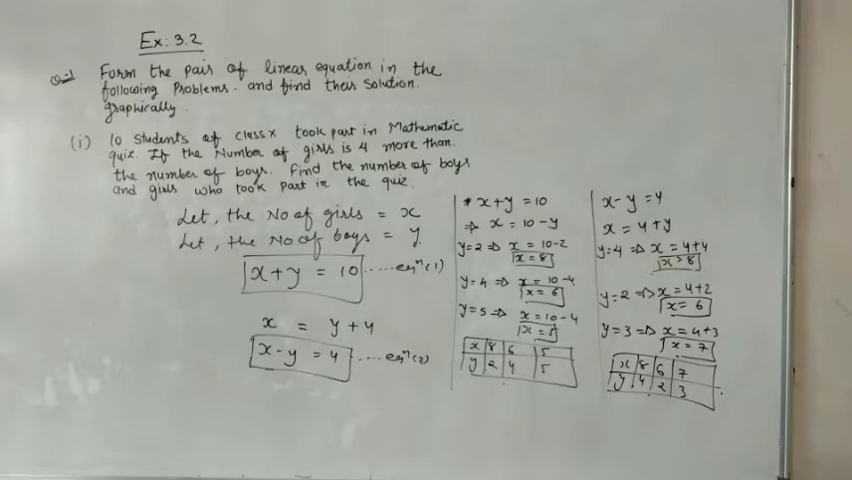 Ex: 3.2
Q-1 Form the pair of linear equation in the
following Problems. and find their Solution
graphically.
(i) 10 Students of class x took part in Mathematic
quiz. If the Number of girls is 4 more than.
the number of boys. Find the number of boys
and girls who took part in the quiz.
Let, the No of girls = x
Let, the No of boys = y
x+y = 10 .....eqⁿ(1)
x = y+4
x-y = 4 ....eqⁿ(2)
* x+y = 10
⇒ x = 10-y
y=2 ⇒ x = 10-2
x = 8
y=4 ⇒ x = 10-4
x = 6
y=5 ⇒ x = 10-4
x = 5
x 8 6 5
y 2 4 5
x-y = 4
x = 4+y
y=4 ⇒ x = 4+4
x = 8
y=2 ⇒ x = 4+2
x = 6
y=3 ⇒ x = 4+3
x = 7
x 8 6 7
y 4 2 3